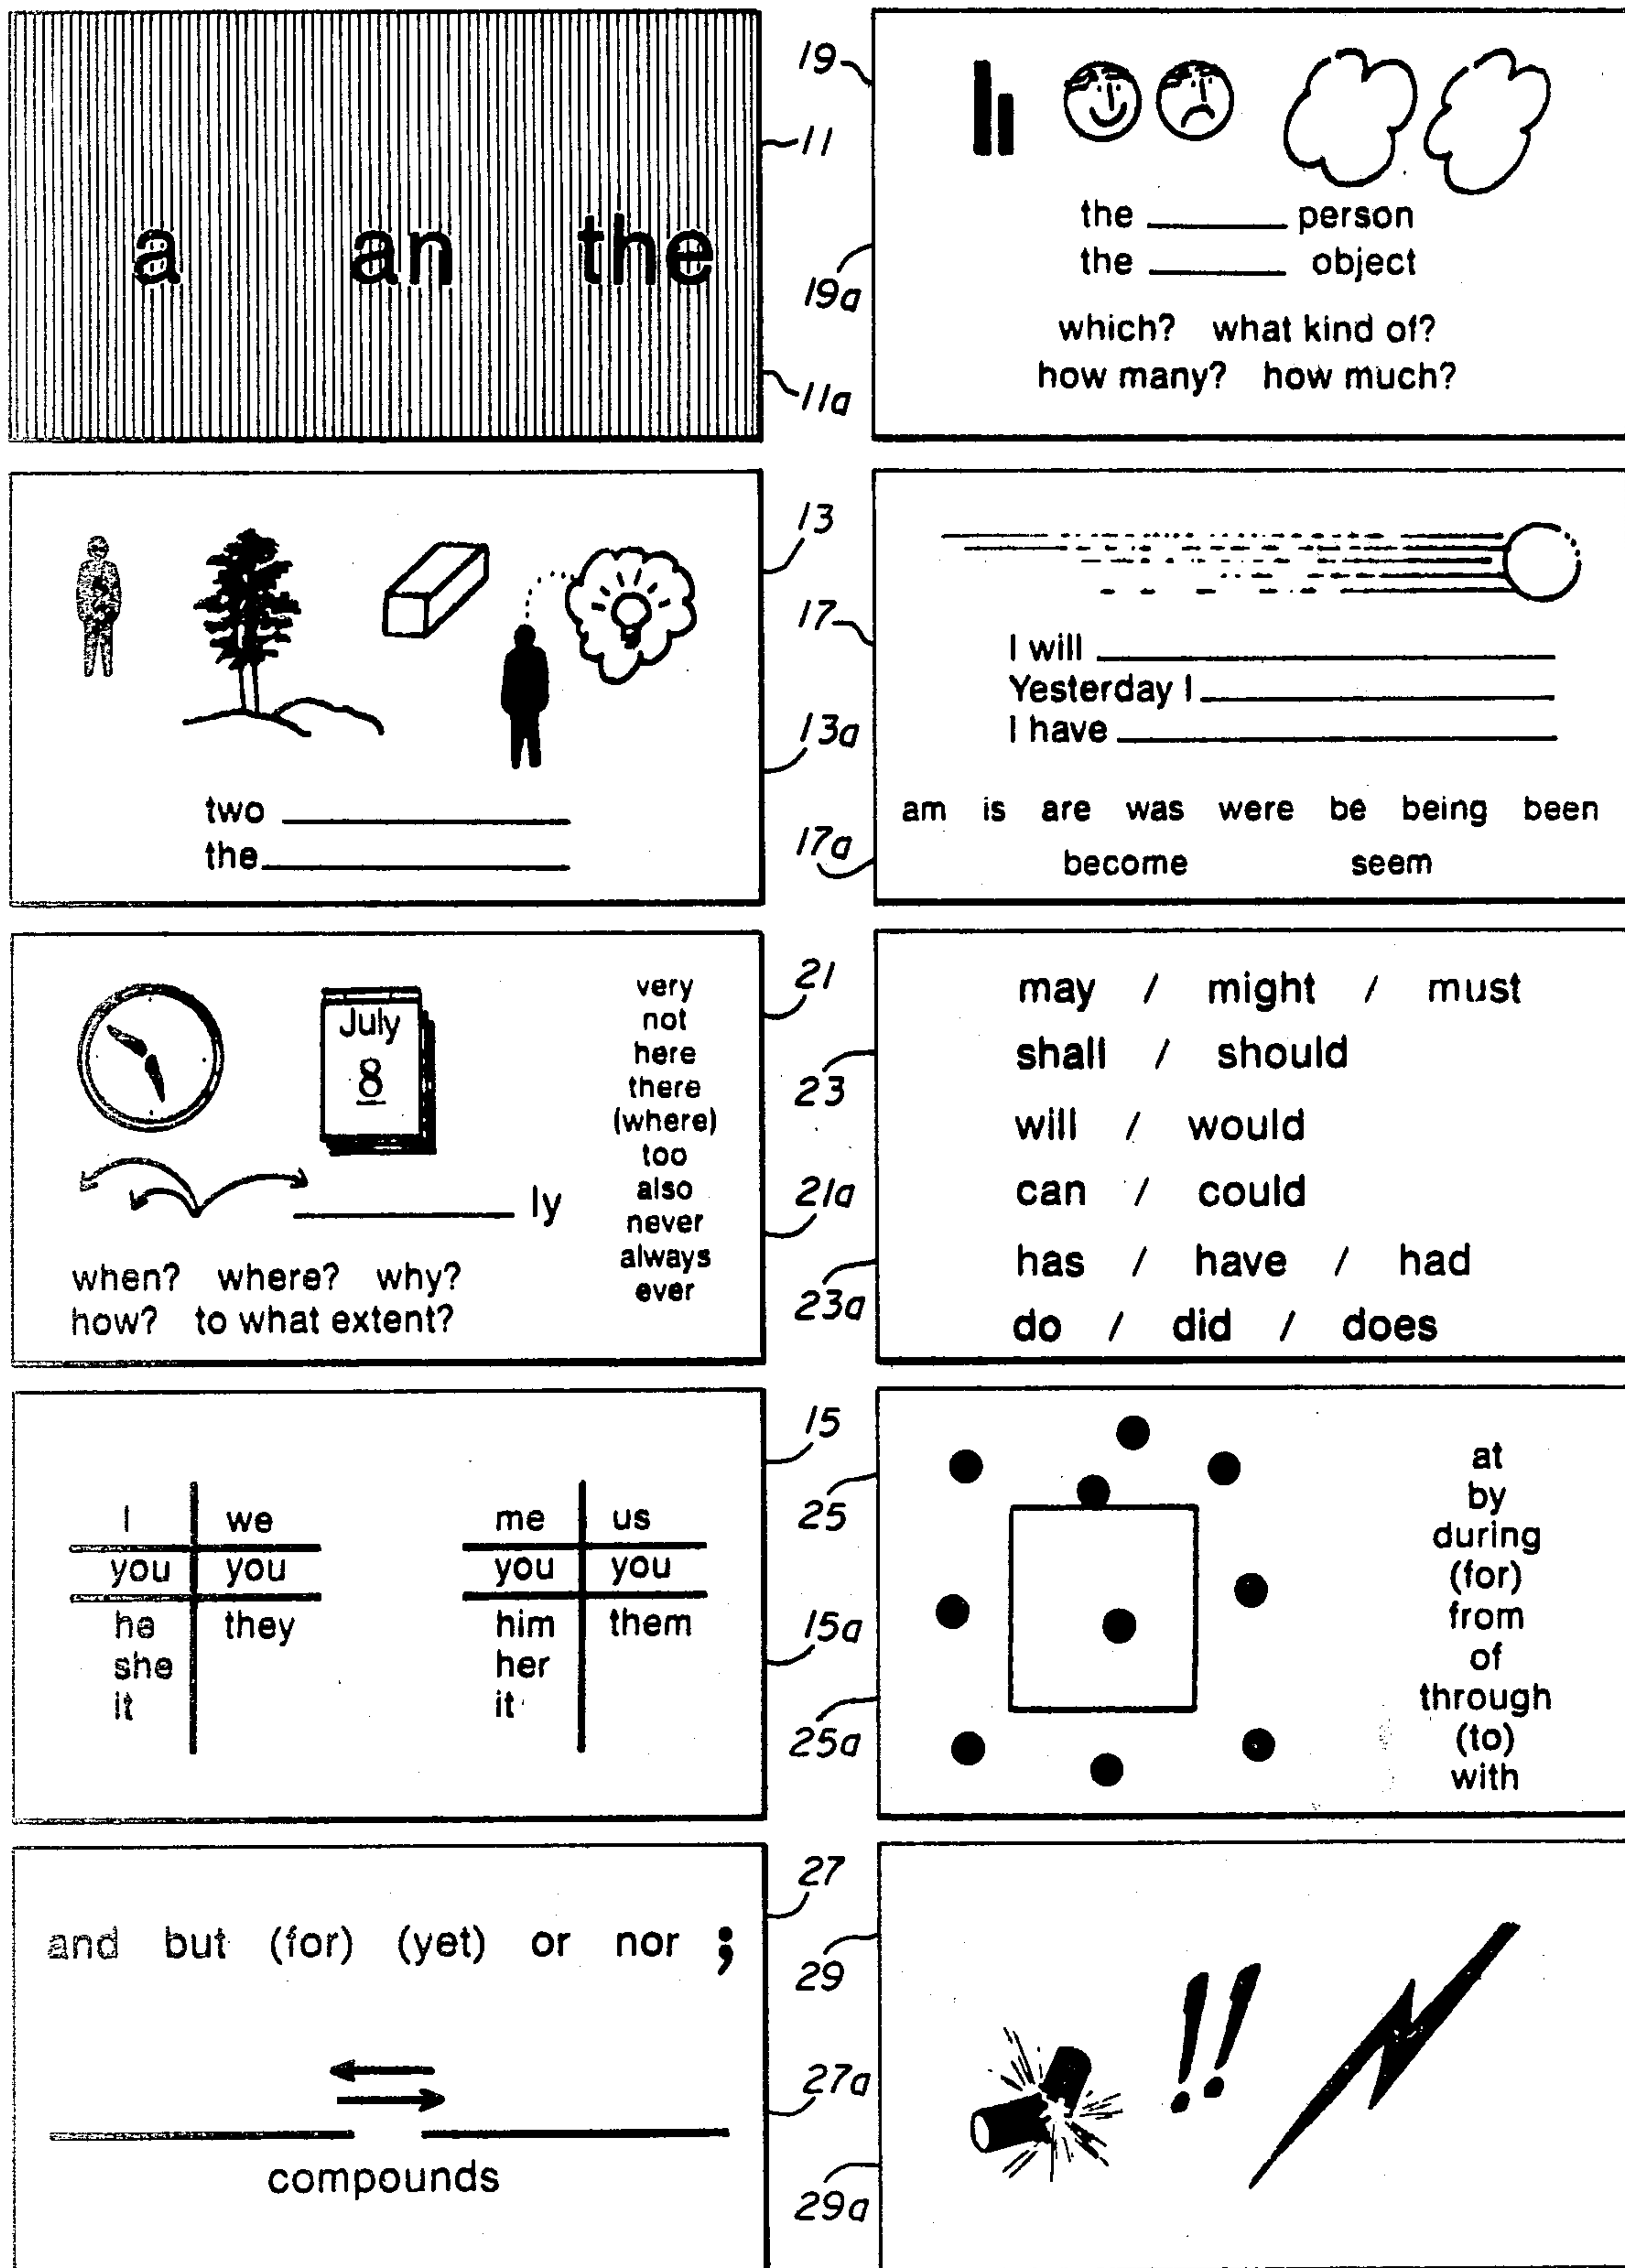 a an the
11
11a
19
19a
the ______ person
the ______ object
which? what kind of?
how many? how much?
13
13a
two ______
the ______
17
17a
I will ______
Yesterday I ______
I have ______
am is are was were be being been
become seem
21
21a
July
8
______ ly
when? where? why?
how? to what extent?
very
not
here
there
(where)
too
also
never
always
ever
23
23a
may / might / must
shall / should
will / would
can / could
has / have / had
do / did / does
15
15a
I we
you you
he they
she
it
me us
you you
him them
her
it
25
25a
at
by
during
(for)
from
of
through
(to)
with
27
27a
and but (for) (yet) or nor ;
compounds
29
29a
!!